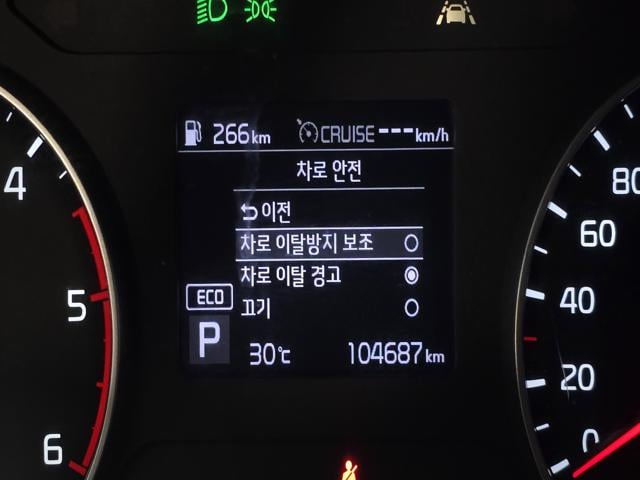 266km CRUISE---km/h
차로 안전
이전
차로 이탈방지 보조
차로 이탈 경고
끄기
ECO
P
30℃ 104687km
4
5
6
80
60
40
20
0